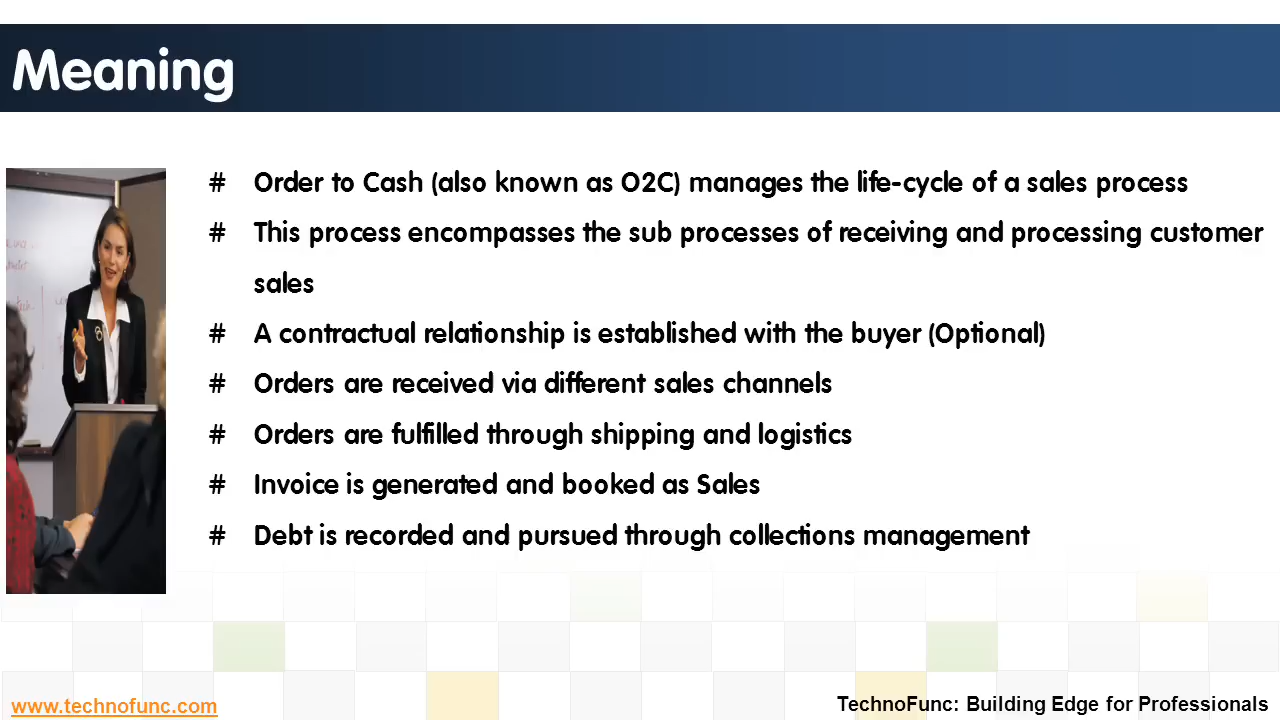 Meaning
# Order to Cash (also known as O2C) manages the life-cycle of a sales process
# This process encompasses the sub processes of receiving and processing customer
sales
# A contractual relationship is established with the buyer (Optional)
# Orders are received via different sales channels
# Orders are fulfilled through shipping and logistics
# Invoice is generated and booked as Sales
# Debt is recorded and pursued through collections management
www.technofunc.com
TechnoFunc: Building Edge for Professionals